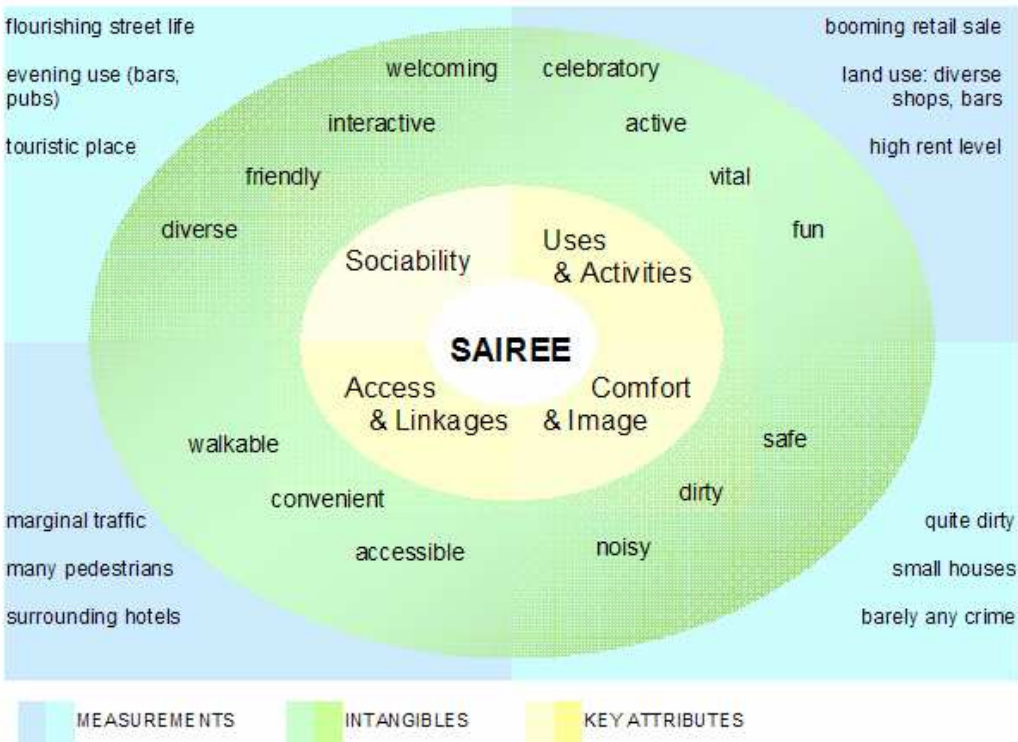 flourishing street life
evening use (bars,
pubs)
touristic place
booming retail sale
land use: diverse
shops, bars
high rent level
welcoming
interactive
friendly
diverse
celebratory
active
vital
fun
Sociability
Uses
& Activities
SAIREE
Access
& Linkages
Comfort
& Image
walkable
convenient
accessible
safe
dirty
noisy
marginal traffic
many pedestrians
surrounding hotels
quite dirty
small houses
barely any crime
MEASUREMENTS
INTANGIBLES
KEY ATTRIBUTES